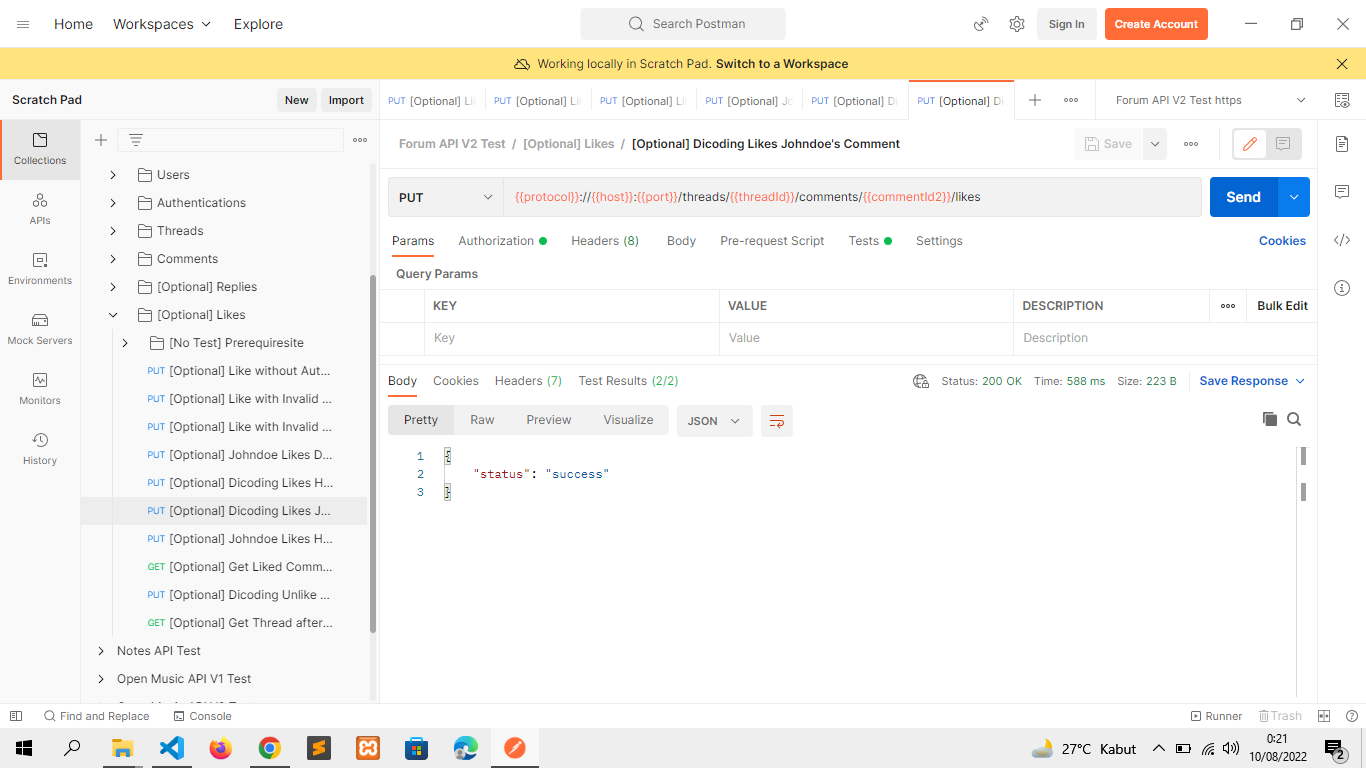 Home Workspaces Explore Search Postman Sign In Create Account
Working locally in Scratch Pad. Switch to a Workspace
Scratch Pad New Import
PUT [Optional] Li PUT [Optional] Li PUT [Optional] Li PUT [Optional] Jo PUT [Optional] Di PUT [Optional] Di Forum API V2 Test https
Collections
APIs
Environments
Mock Servers
Monitors
History
Users
Authentications
Threads
Comments
[Optional] Replies
[Optional] Likes
[No Test] Prerequiresite
PUT [Optional] Like without Aut...
PUT [Optional] Like with Invalid ...
PUT [Optional] Like with Invalid ...
PUT [Optional] Johndoe Likes D...
PUT [Optional] Dicoding Likes H...
PUT [Optional] Dicoding Likes J...
PUT [Optional] Johndoe Likes H...
GET [Optional] Get Liked Comm...
PUT [Optional] Dicoding Unlike ...
GET [Optional] Get Thread after...
Notes API Test
Open Music API V1 Test
Forum API V2 Test / [Optional] Likes / [Optional] Dicoding Likes Johndoe's Comment Save
PUT {{protocol}}://{{host}}:{{port}}/threads/{{threadId}}/comments/{{commentId2}}/likes Send
Params Authorization Headers (8) Body Pre-request Script Tests Settings Cookies
Query Params
KEY VALUE DESCRIPTION Bulk Edit
Key Value Description
Body Cookies Headers (7) Test Results (2/2) Status: 200 OK Time: 588 ms Size: 223 B Save Response
Pretty Raw Preview Visualize JSON
1 {
2 "status": "success"
3 }
Find and Replace Console Runner Trash
27°C Kabut 0:21
10/08/2022 2